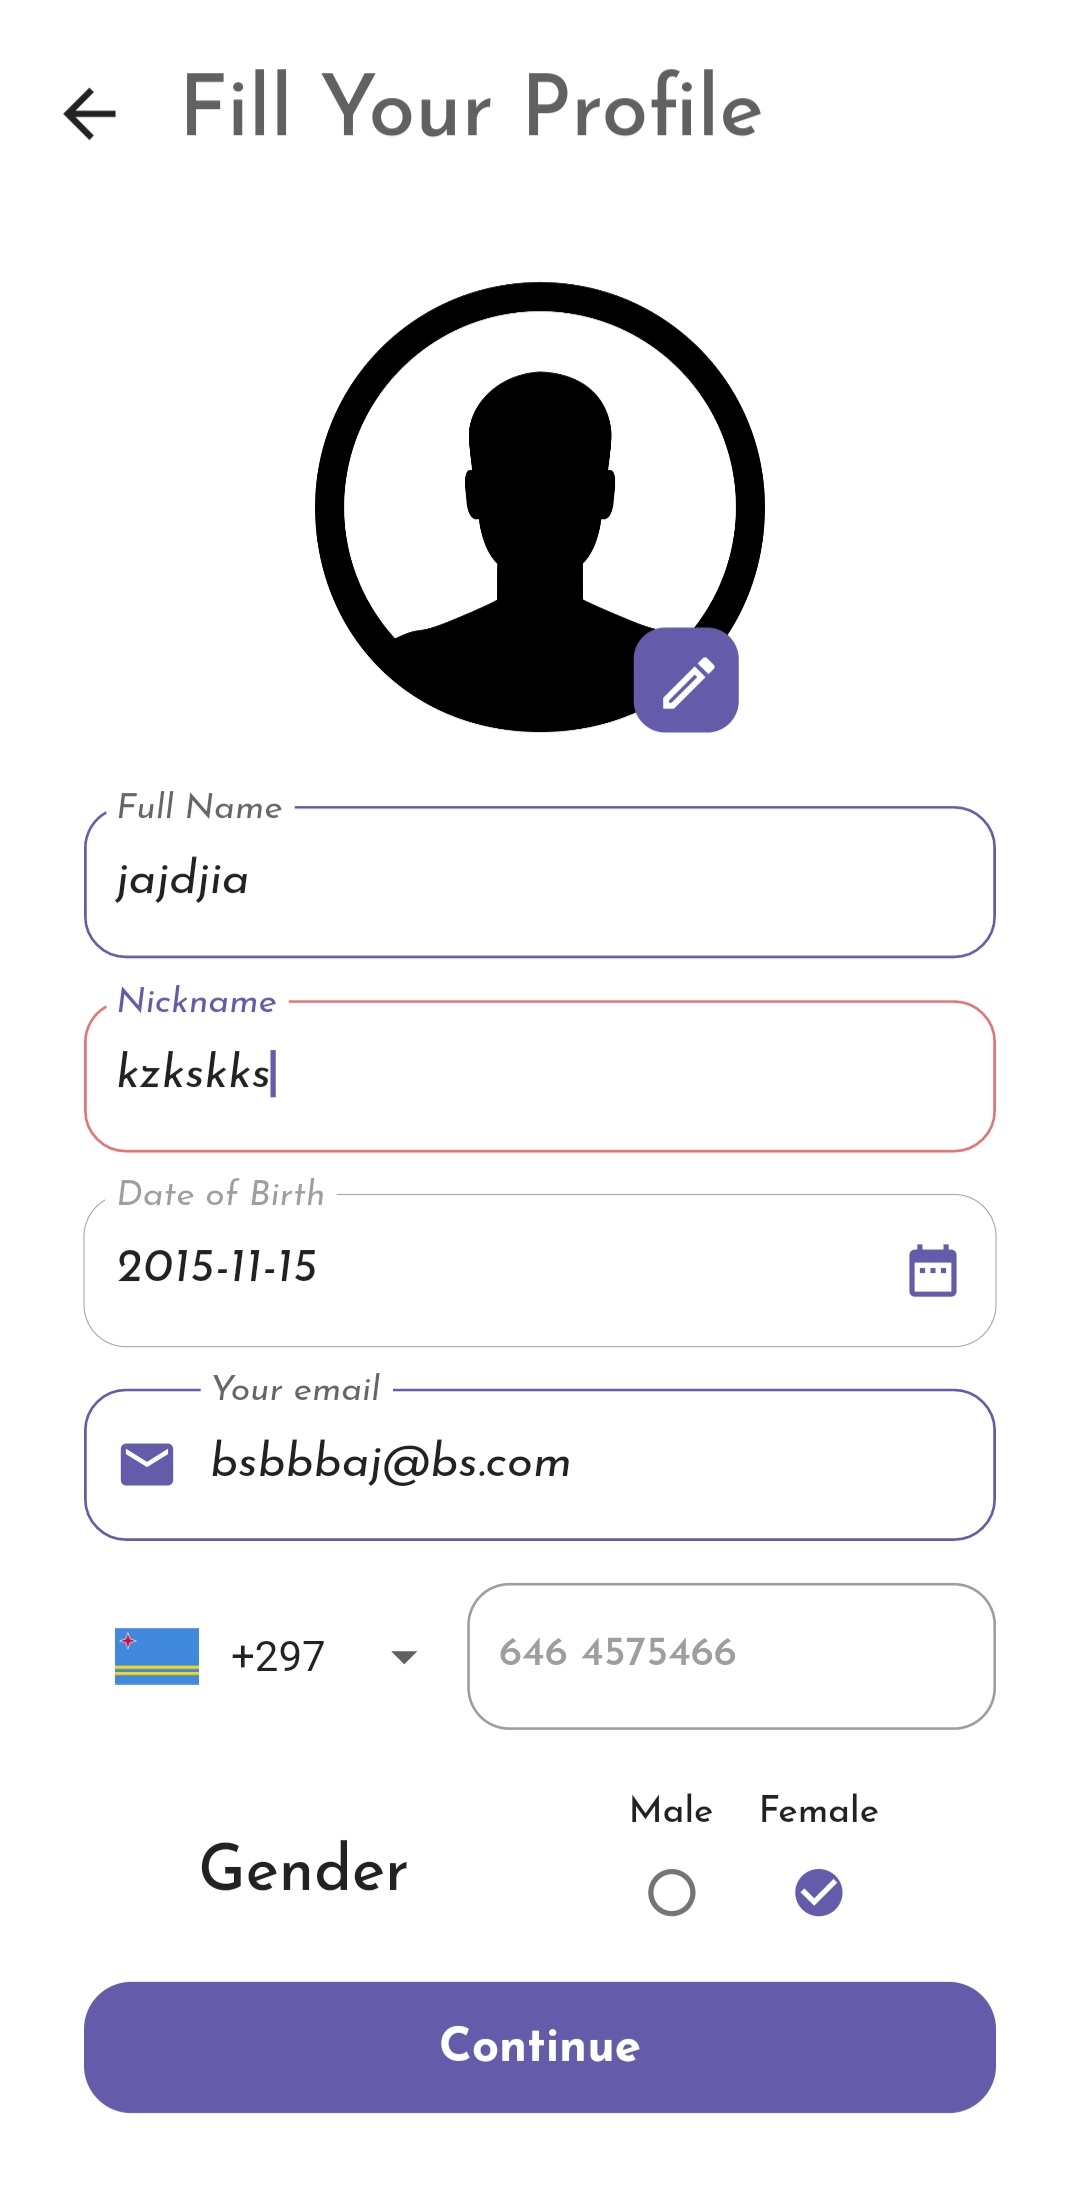 Fill Your Profile
Full Name
jajdjia
Nickname
kzkskks
Date of Birth
2015-11-15
Your email
bsbbbaj@bs.com
+297
646 4575466
Male Female
Gender
Continue